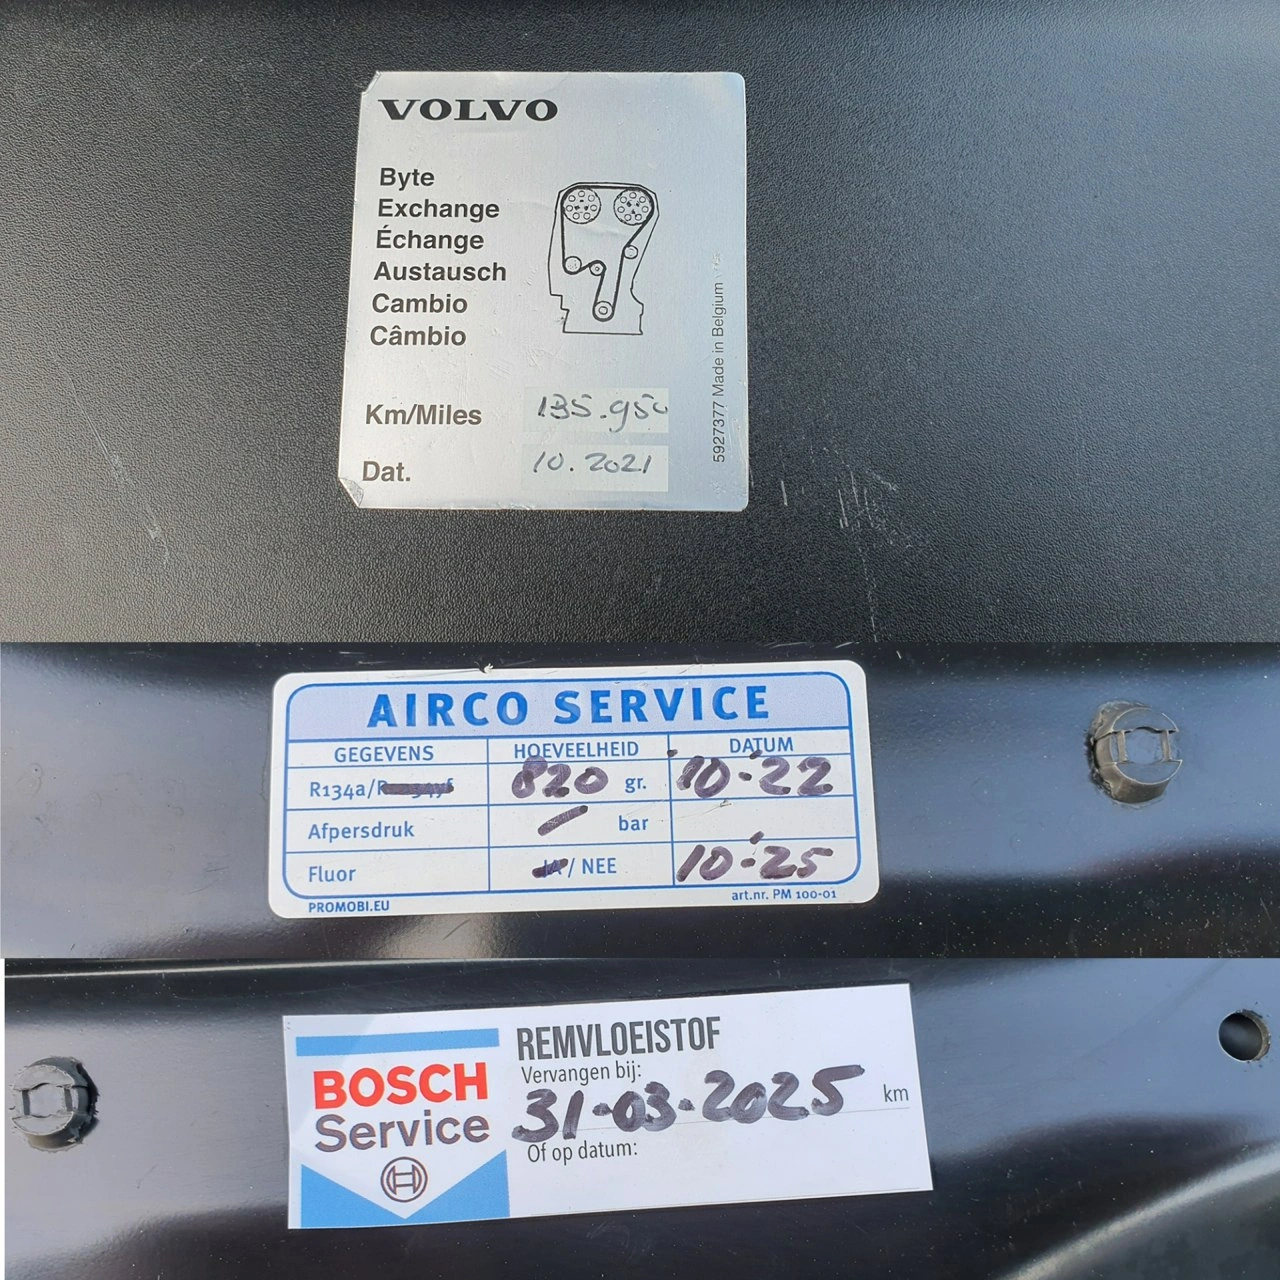 VOLVO
Byte
Exchange
Échange
Austausch
Cambio
Câmbio
Km/Miles 135.950
Dat. 10.2021
5927377 Made in Belgium
AIRCO SERVICE
GEGEVENS HOEVEELHEID DATUM
R134a/ 820 gr. 10-'22
Afpersdruk / bar
Fluor JA / NEE 10-'25
PROMOBI.EU art.nr. PM 100-01
BOSCH
Service
REMVLOEISTOF
Vervangen bij:
31-03-2025 km
Of op datum: